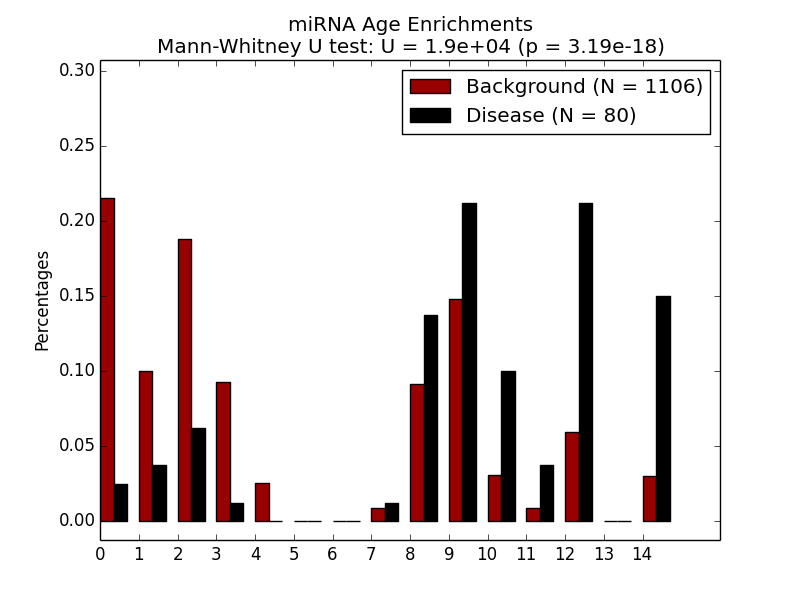 miRNA Age Enrichments
Mann-Whitney U test: U = 1.9e+04 (p = 3.19e-18)
Background (N = 1106)
Disease (N = 80)
Percentages
0.30
0.25
0.20
0.15
0.10
0.05
0.00
0 1 2 3 4 5 6 7 8 9 10 11 12 13 14